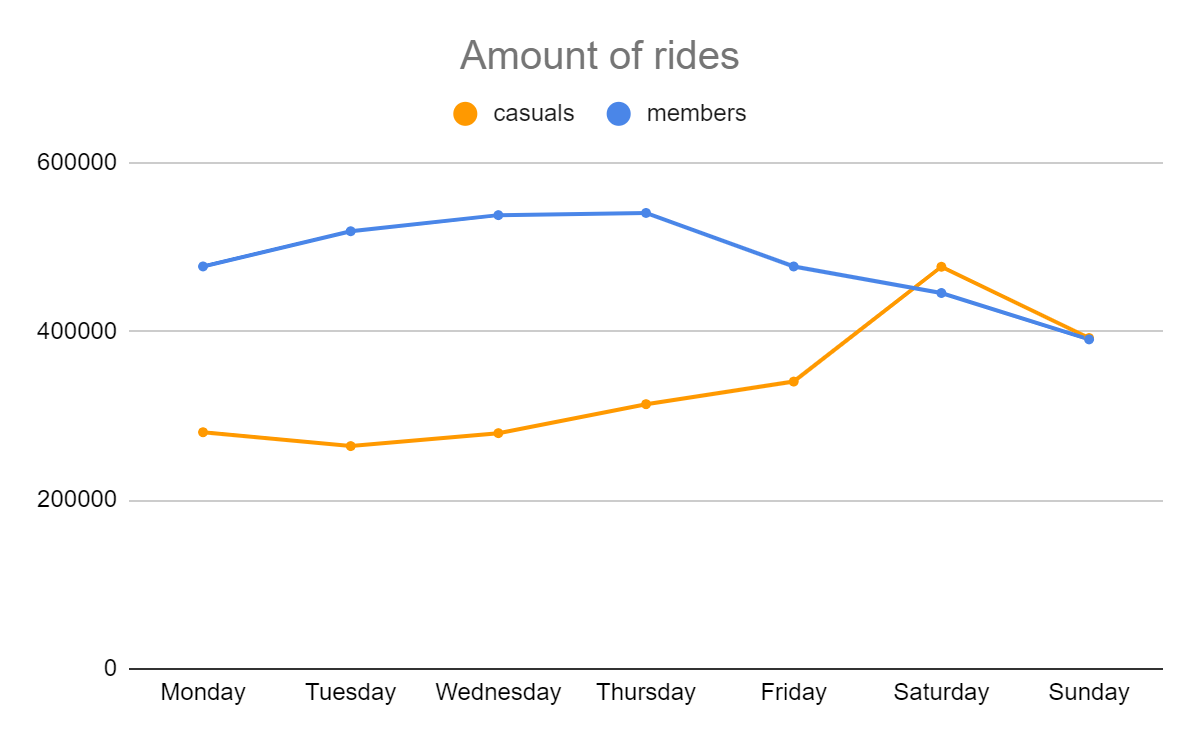 Amount of rides
casuals members
600000
400000
200000
0
Monday Tuesday Wednesday Thursday Friday Saturday Sunday